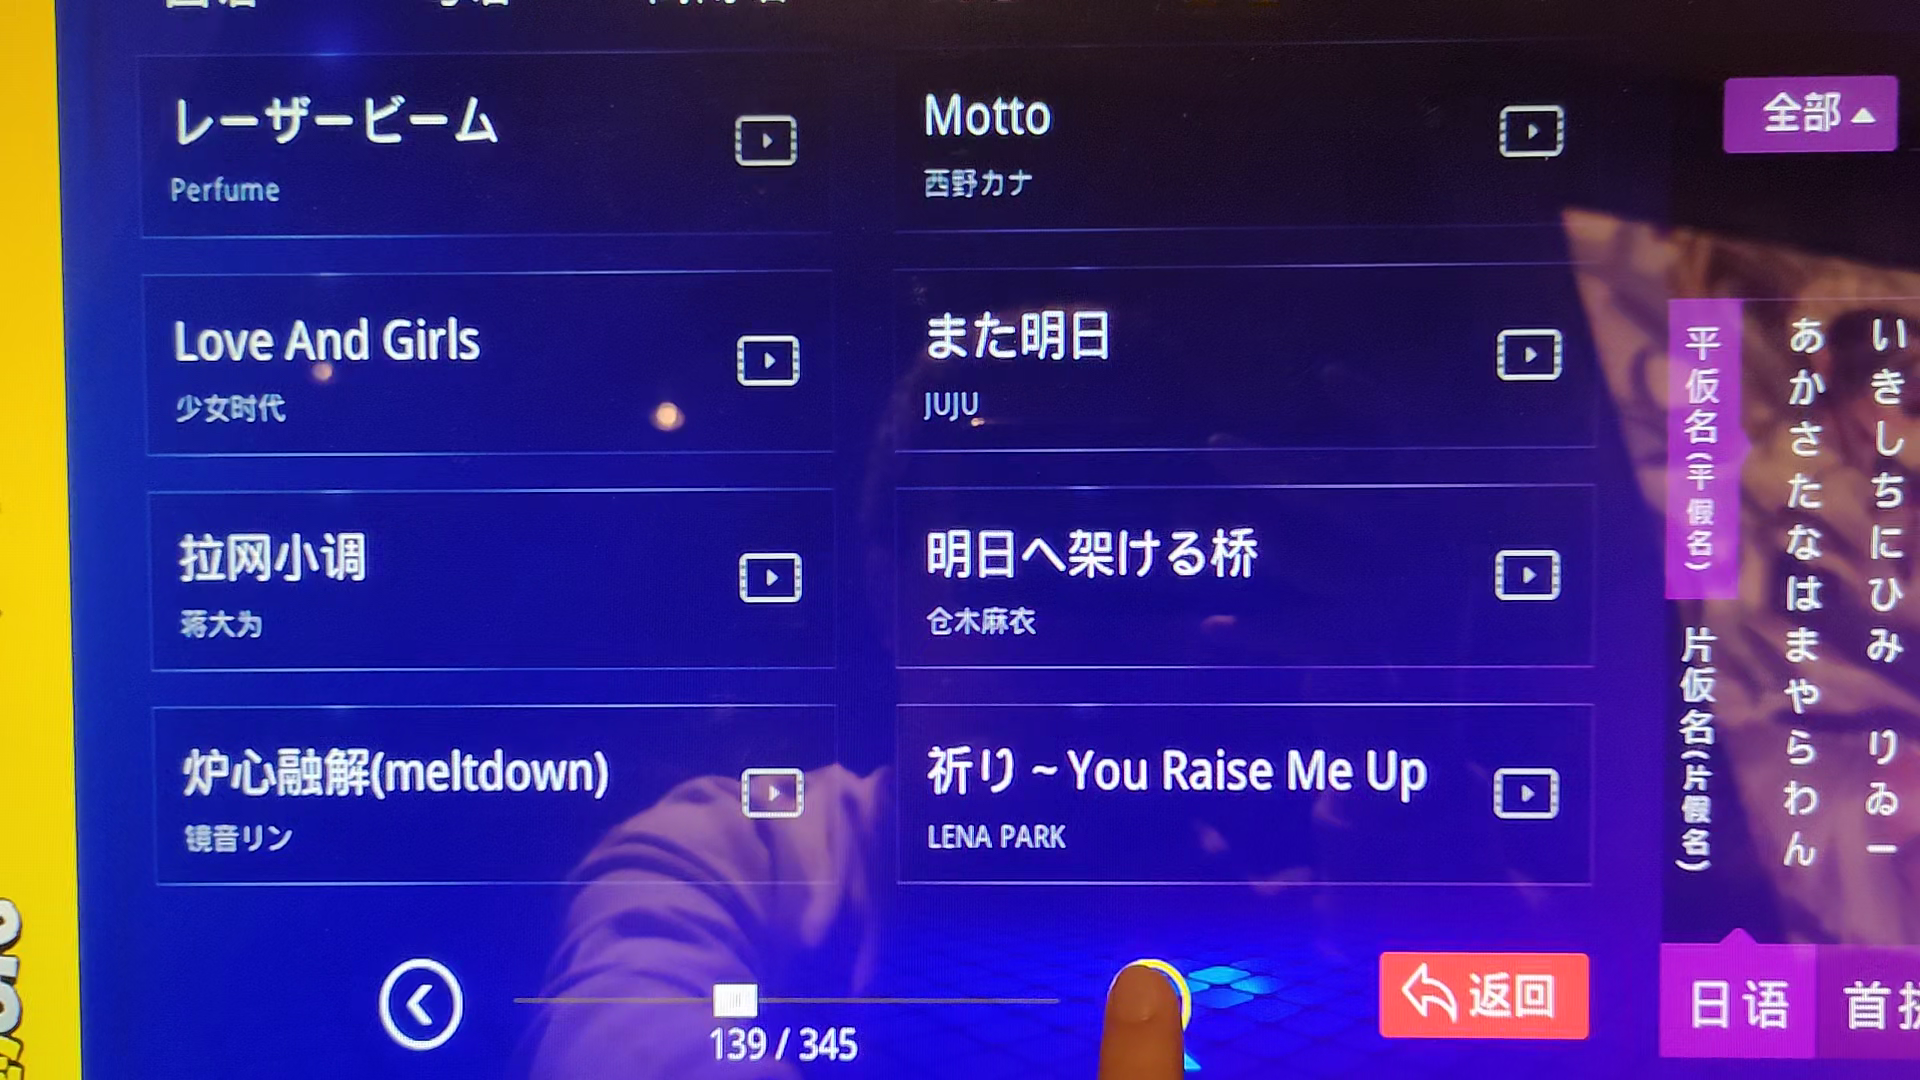 レーザービーム
Perfume
Motto
西野カナ
全部
Love And Girls
少女时代
また明日
JUJU
拉网小调
蒋大为
明日へ架ける桥
仓木麻衣
炉心融解(meltdown)
镜音リン
祈り ~ You Raise Me Up
LENA PARK
139 / 345
返回
平仮名(平假名)
片仮名(片假名)
あかさたなはまやらわん
いきしちにひみ りゐー
日语
首